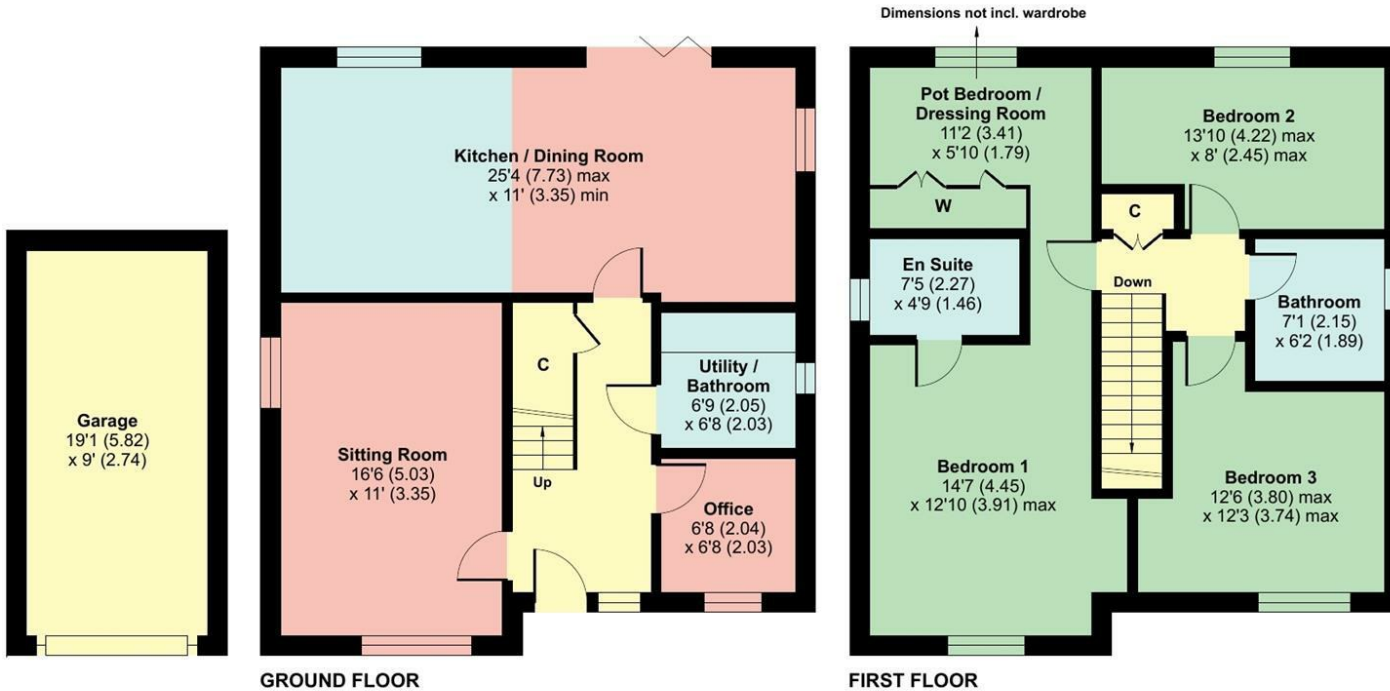 Dimensions not incl. wardrobe
Pot Bedroom /
Dressing Room
11'2 (3.41)
x 5'10 (1.79)
Bedroom 2
13'10 (4.22) max
x 8' (2.45) max
Kitchen / Dining Room
25'4 (7.73) max
x 11' (3.35) min
W
C
En Suite
7'5 (2.27)
x 4'9 (1.46)
Down
Bathroom
7'1 (2.15)
x 6'2 (1.89)
C
Utility /
Bathroom
6'9 (2.05)
x 6'8 (2.03)
Garage
19'1 (5.82)
x 9' (2.74)
Sitting Room
16'6 (5.03)
x 11' (3.35)
Up
Office
6'8 (2.04)
x 6'8 (2.03)
Bedroom 1
14'7 (4.45)
x 12'10 (3.91) max
Bedroom 3
12'6 (3.80) max
x 12'3 (3.74) max
GROUND FLOOR
FIRST FLOOR